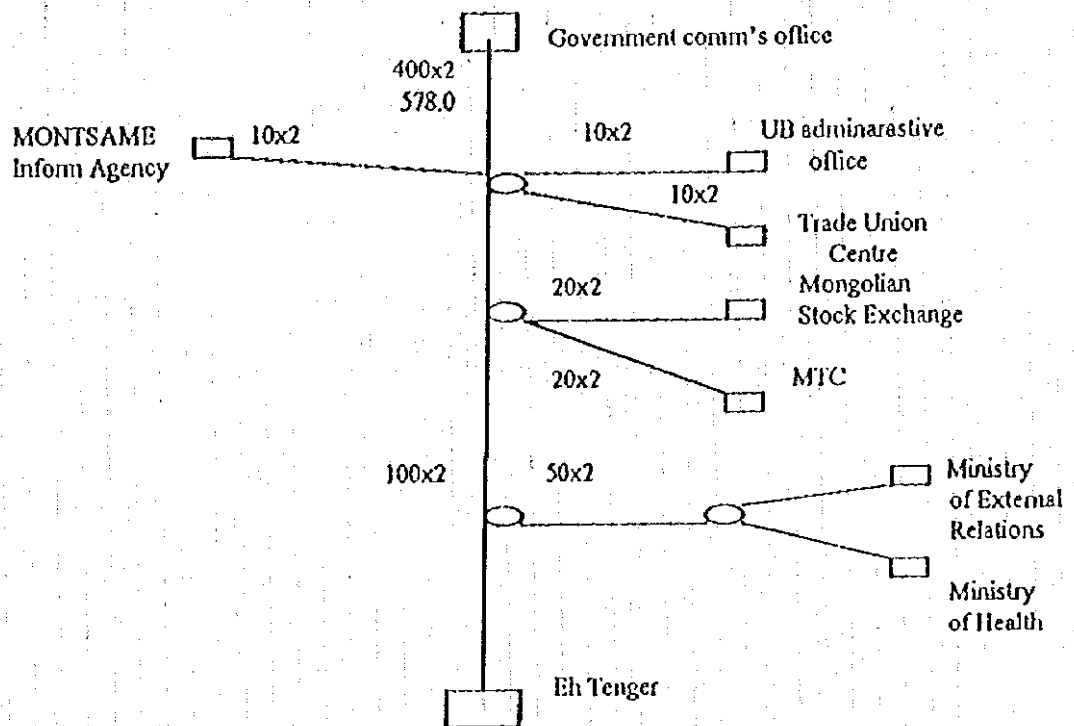 Government comm's office
400x2
578.0
MONTSAME
Inform Agency
10x2
10x2
UB adminarastive
office
10x2
Trade Union
Centre
20x2
Mongolian
Stock Exchange
20x2
MTC
100x2
50x2
Ministry
of External
Relations
Ministry
of Health
Eh Tenger